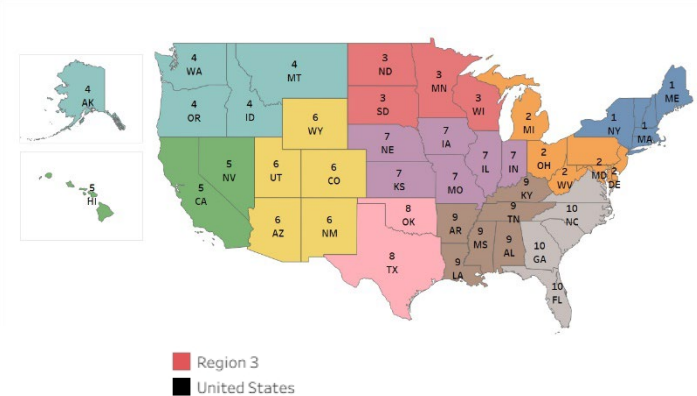 4
AK
5
HI
4
WA
4
MT
4
OR
4
ID
3
ND
3
MN
3
SD
3
WI
2
MI
1
NY
1
MA
1
ME
6
WY
5
NV
5
CA
6
UT
6
CO
6
AZ
6
NM
7
NE
7
IA
7
KS
7
MO
7
IL
7
IN
2
OH
2
WV
2
MD
2
DE
8
OK
8
TX
9
KY
9
TN
9
AR
9
MS
9
AL
9
LA
10
NC
10
GA
10
FL
Region 3
United States